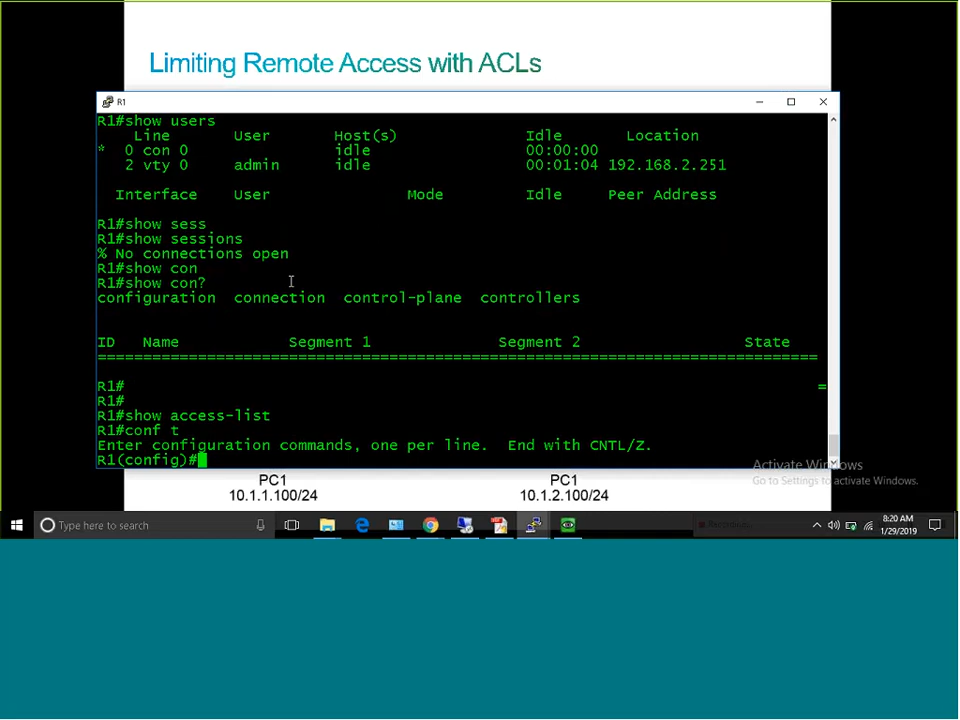 Limiting Remote Access with ACLs
R1
R1#show users
Line User Host(s) Idle Location
* 0 con 0 idle 00:00:00
2 vty 0 admin idle 00:01:04 192.168.2.251
Interface User Mode Idle Peer Address
R1#show sess
R1#show sessions
% No connections open
R1#show con
R1#show con?
configuration connection control-plane controllers
ID Name Segment 1 Segment 2 State
========================================================================
R1#
=
R1#
R1#show access-list
R1#conf t
Enter configuration commands, one per line. End with CNTL/Z.
R1(config)#
PC1 PC1
10.1.1.100/24 10.1.2.100/24
Activate Windows
Go to Settings to activate Windows.
Type here to search
8:20 AM
1/29/2019